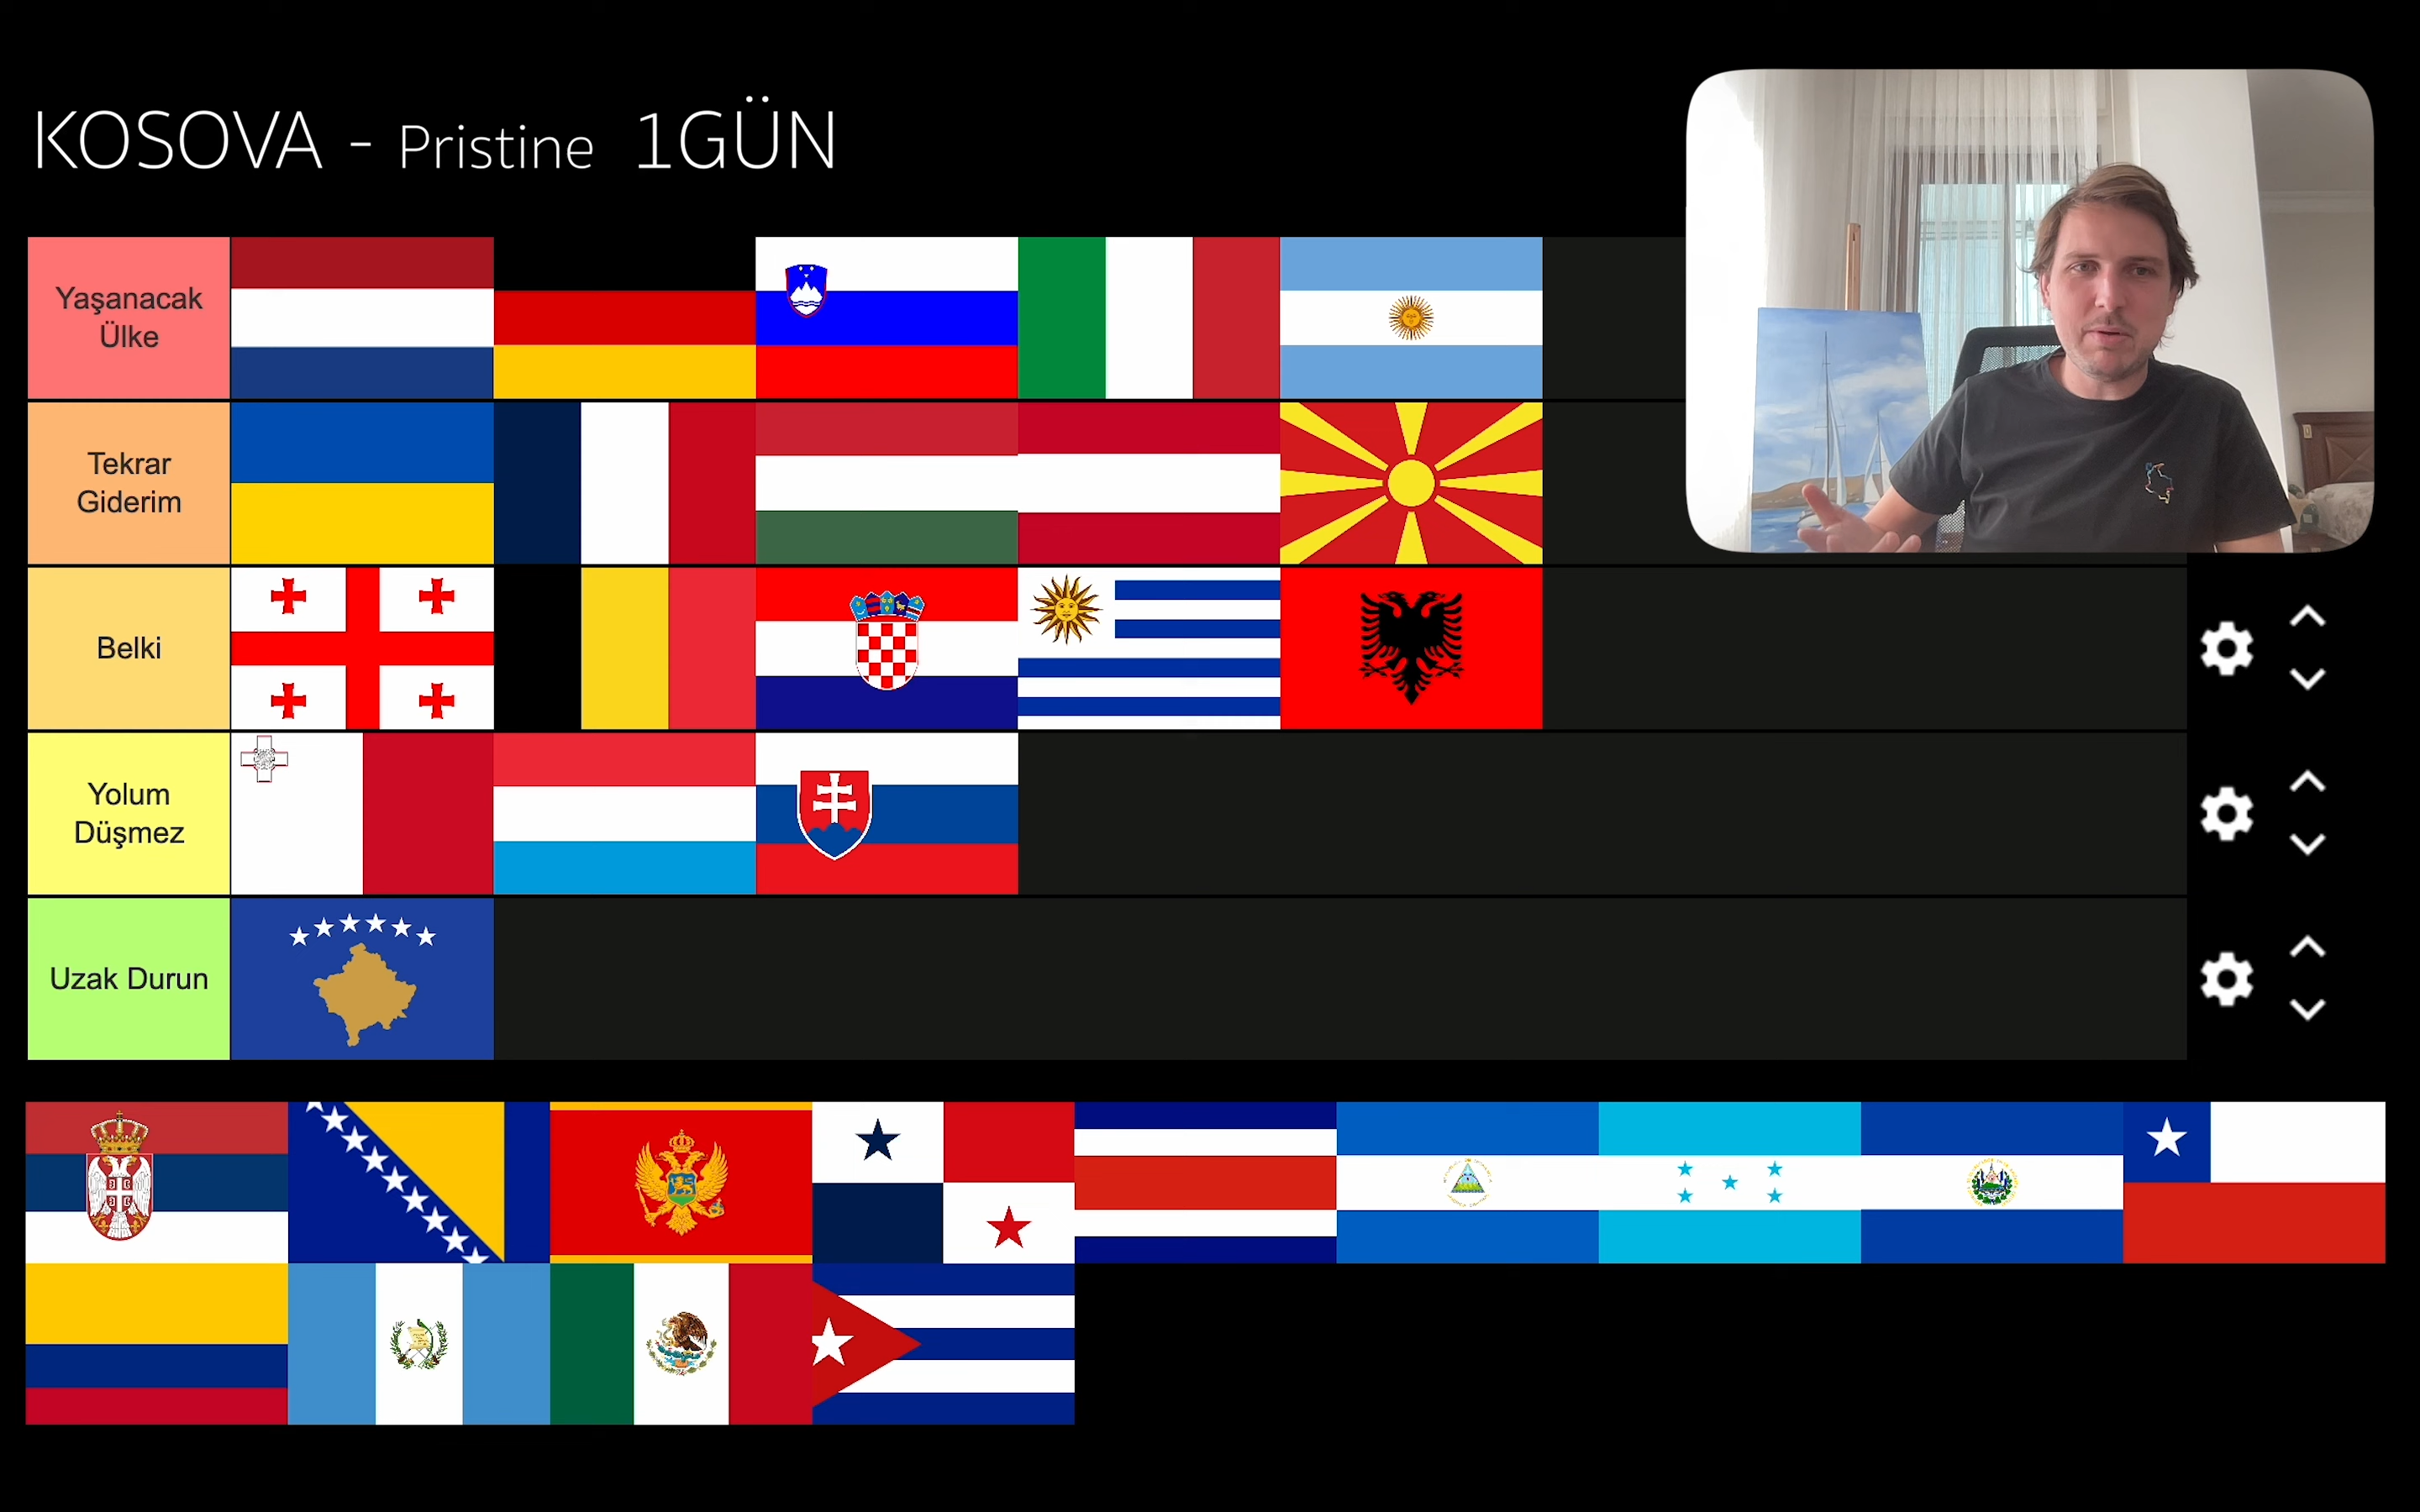 KOSOVA - Pristine 1GÜN
Yaşanacak
Ülke
Tekrar
Giderim
Belki
Yolum
Düşmez
Uzak Durun